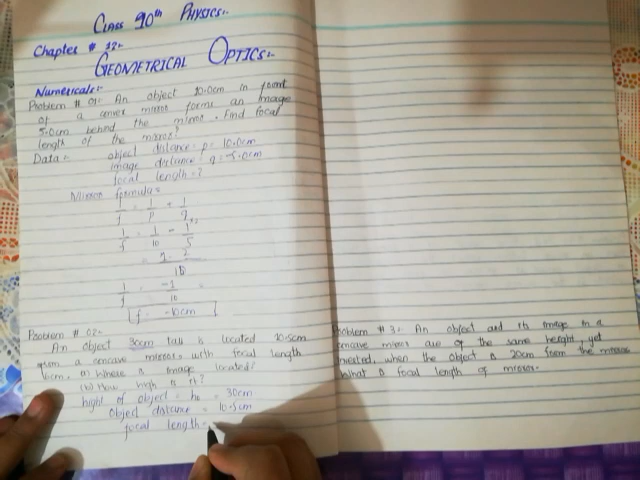 CLASS 10th PHYSICS:-
Chapter # 12:-
GEOMETRICAL OPTICS:-
Numericals:-
Problem # 01:- An object 10.0cm in front
of a mirror forms an image
5.0cm behind the mirror. Find focal
length of the mirror?
Data:- object distance = p = 10.0cm
image distance q = -5.0cm
focal length = ?
Mirror formula:
1/f = 1/p + 1/q
1/f = 1/10 - 1/5
= 1 - 2 / 10
1/f = -1/10
f = -10cm
Problem # 02:-
An object 30cm tall is located 10.5cm
from a concave mirror with focal length
16cm. (a) Where is image located?
(b) How high is it?
hight of object = ho = 30cm
object distance = 10.5cm
focal length =
Problem # 3:- An object and its image in a
concave mirror are of the same height, yet
inverted, when the object is 20cm form the mirror.
What is focal length of mirror.